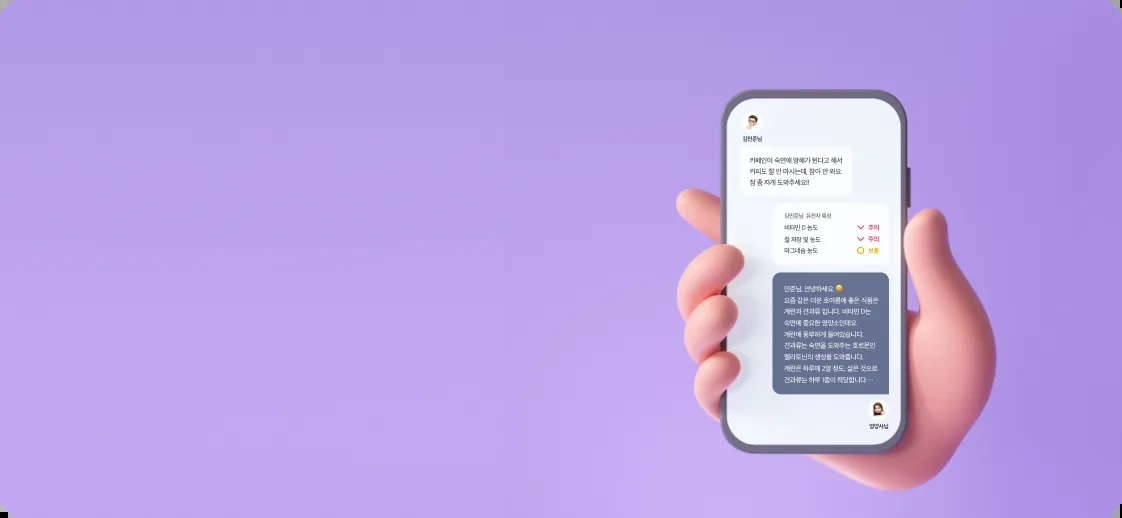 김민준님
카페인이 숙면에 방해가 된다고 해서
커피도 잘 안 마시는데, 잠이 안 와요.
잠 좀 자게 도와주세요!!
김민준님, 유전자 특성
비타민 D 농도 주의
철 저장 및 농도 주의
마그네슘 농도 보통
민준님, 안녕하세요.
요즘 같은 더운 초여름에 좋은 식품은
계란과 견과류 입니다. 비타민 D는
숙면에 중요한 영양소인데요.
계란에 풍부하게 들어있습니다.
견과류는 숙면을 도와주는 호르몬인
멜라토닌의 생성을 도와줍니다.
계란은 하루에 2알 정도, 삶은 것으로
견과류는 하루 1줌이 적당합니다 ...
영양사님